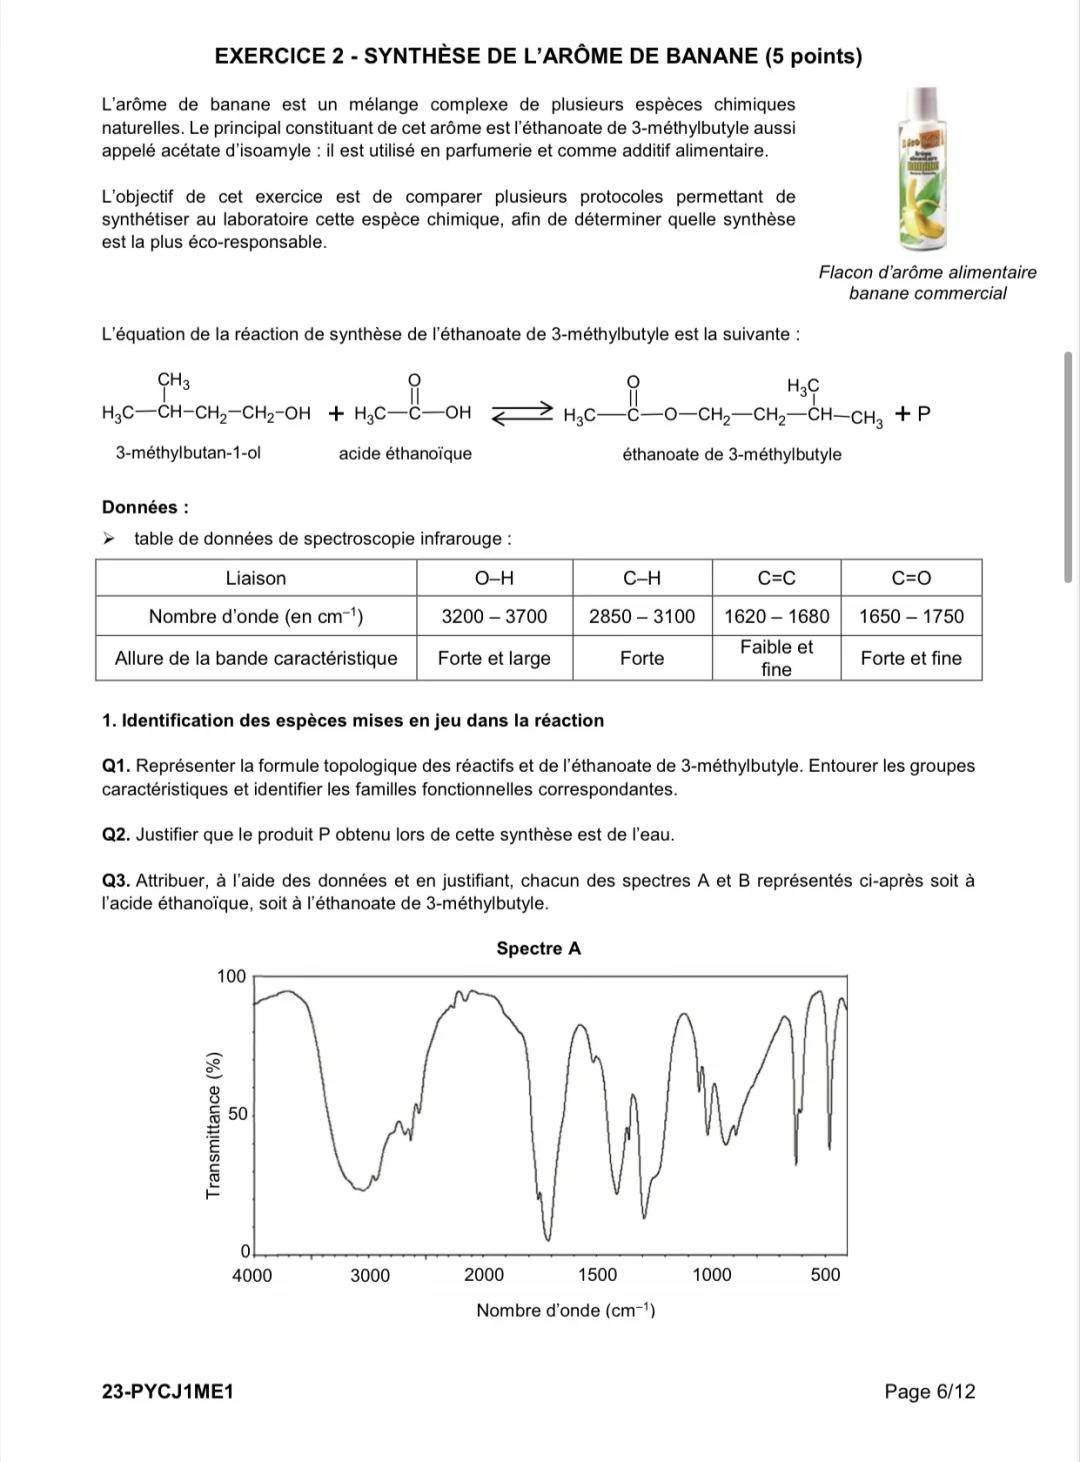 EXERCICE 2 - SYNTHÈSE DE L'ARÔME DE BANANE (5 points)
L'arôme de banane est un mélange complexe de plusieurs espèces chimiques
naturelles. Le principal constituant de cet arôme est l'éthanoate de 3-méthylbutyle aussi
appelé acétate d'isoamyle : il est utilisé en parfumerie et comme additif alimentaire.
L'objectif de cet exercice est de comparer plusieurs protocoles permettant de
synthétiser au laboratoire cette espèce chimique, afin de déterminer quelle synthèse
est la plus éco-responsable.
Flacon d'arôme alimentaire
banane commercial
L'équation de la réaction de synthèse de l'éthanoate de 3-méthylbutyle est la suivante :
CH₃ O O H₃C
H₃C—CH–CH₂–CH₂–OH + H₃C—C—OH ⇌ H₃C—C—O—CH₂—CH₂—CH—CH₃ + P
3-méthylbutan-1-ol acide éthanoïque éthanoate de 3-méthylbutyle
Données :
➢ table de données de spectroscopie infrarouge :
Liaison O–H C–H C=C C=O
Nombre d'onde (en cm⁻¹) 3200 – 3700 2850 – 3100 1620 – 1680 1650 – 1750
Allure de la bande caractéristique Forte et large Forte Faible et fine Forte et fine
1. Identification des espèces mises en jeu dans la réaction
Q1. Représenter la formule topologique des réactifs et de l'éthanoate de 3-méthylbutyle. Entourer les groupes
caractéristiques et identifier les familles fonctionnelles correspondantes.
Q2. Justifier que le produit P obtenu lors de cette synthèse est de l'eau.
Q3. Attribuer, à l'aide des données et en justifiant, chacun des spectres A et B représentés ci-après soit à
l'acide éthanoïque, soit à l'éthanoate de 3-méthylbutyle.
Spectre A
100
50
0
Transmittance (%)
4000 3000 2000 1500 1000 500
Nombre d'onde (cm⁻¹)
23-PYCJ1ME1 Page 6/12